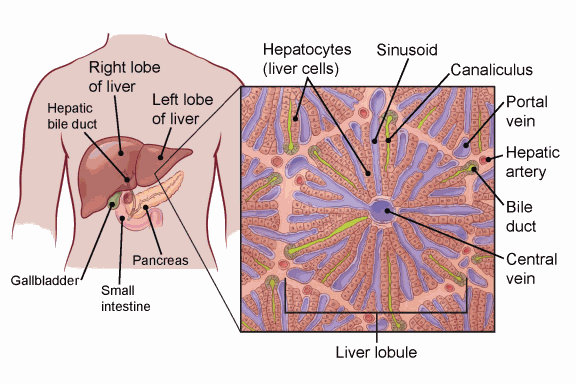 Right lobe
of liver
Hepatic
bile duct
Left lobe
of liver
Gallbladder
Small
intestine
Pancreas
Hepatocytes
(liver cells)
Sinusoid
Canaliculus
Portal
vein
Hepatic
artery
Bile
duct
Central
vein
Liver lobule